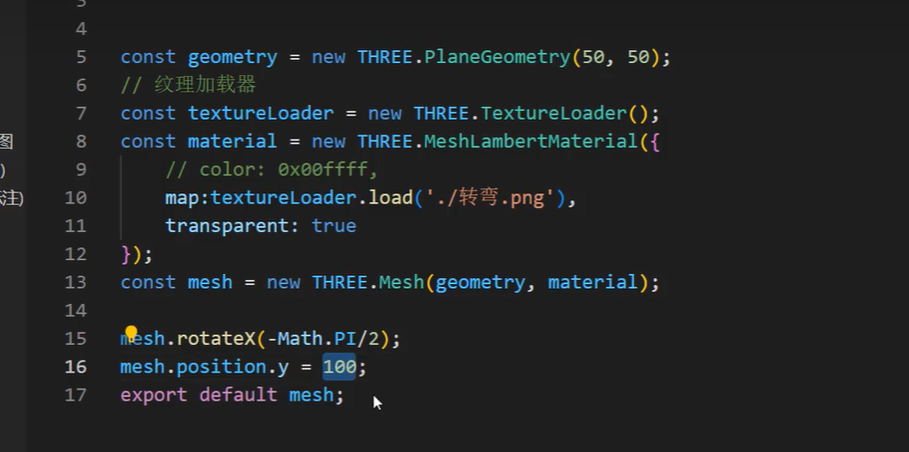 3
4
5 const geometry = new THREE.PlaneGeometry(50, 50);
6 // 纹理加载器
7 const textureLoader = new THREE.TextureLoader();
图 8 const material = new THREE.MeshLambertMaterial({
) 9 // color: 0x00ffff,
注) 10 map:textureLoader.load('./转弯.png'),
11 transparent: true
12 });
13 const mesh = new THREE.Mesh(geometry, material);
14
15 mesh.rotateX(-Math.PI/2);
16 mesh.position.y = 100;
17 export default mesh;